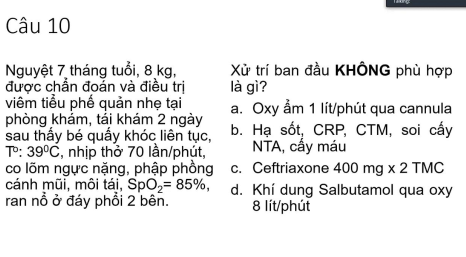 Câu 10
Nguyệt 7 tháng tuổi, 8 kg,
được chẩn đoán và điều trị
viêm tiểu phế quản nhẹ tại
phòng khám, tái khám 2 ngày
sau thấy bé quấy khóc liên tục,
Tº: 39⁰C, nhịp thở 70 lần/phút,
co lõm ngực nặng, phập phồng
cánh mũi, môi tái, SpO₂= 85%,
ran nổ ở đáy phổi 2 bên.
Xử trí ban đầu KHÔNG phù hợp
là gì?
a. Oxy ẩm 1 lít/phút qua cannula
b. Hạ sốt, CRP, CTM, soi cấy
NTA, cấy máu
c. Ceftriaxone 400 mg x 2 TMC
d. Khí dung Salbutamol qua oxy
8 lít/phút